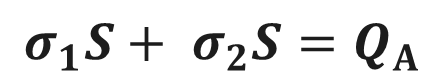 σ₁S + σ₂S = Q_A